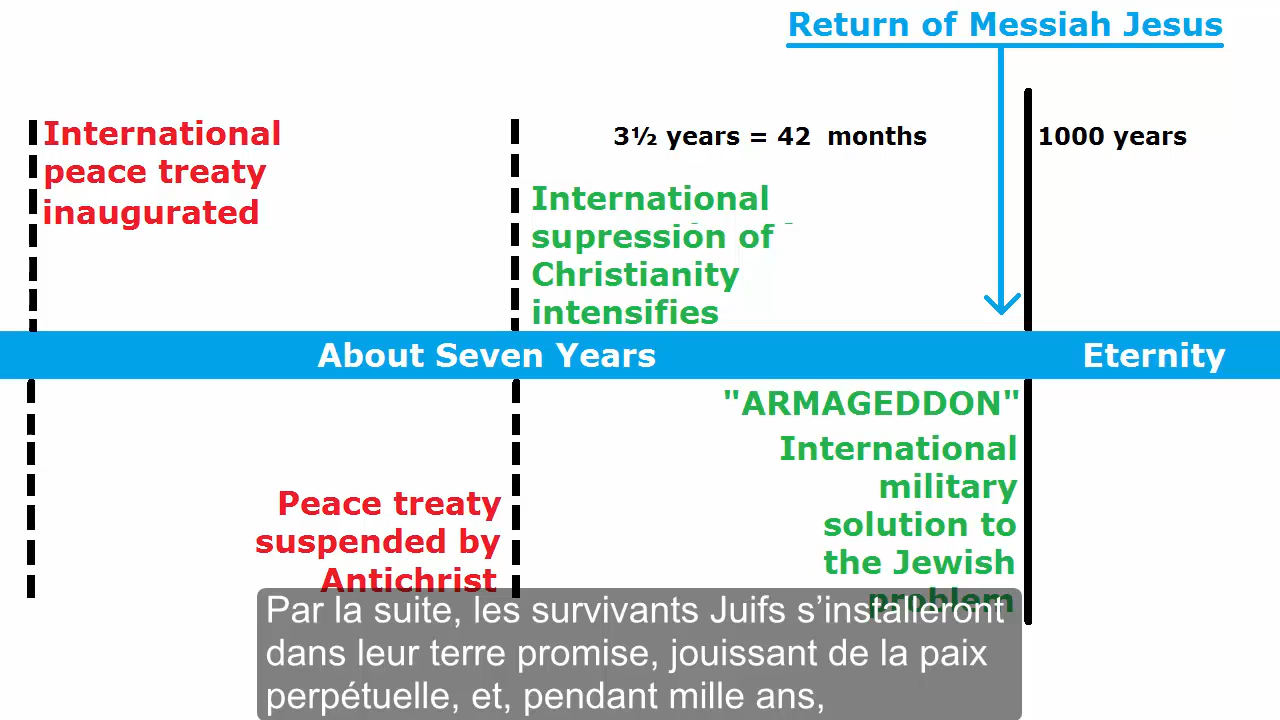 Return of Messiah Jesus
International
peace treaty
inaugurated
3½ years = 42 months
1000 years
International
supression of
Christianity
intensifies
About Seven Years
Eternity
"ARMAGEDDON"
International
military
solution to
the Jewish
problem
Peace treaty
suspended by
Antichrist
Par la suite, les survivants Juifs s’installeront
dans leur terre promise, jouissant de la paix
perpétuelle, et, pendant mille ans,